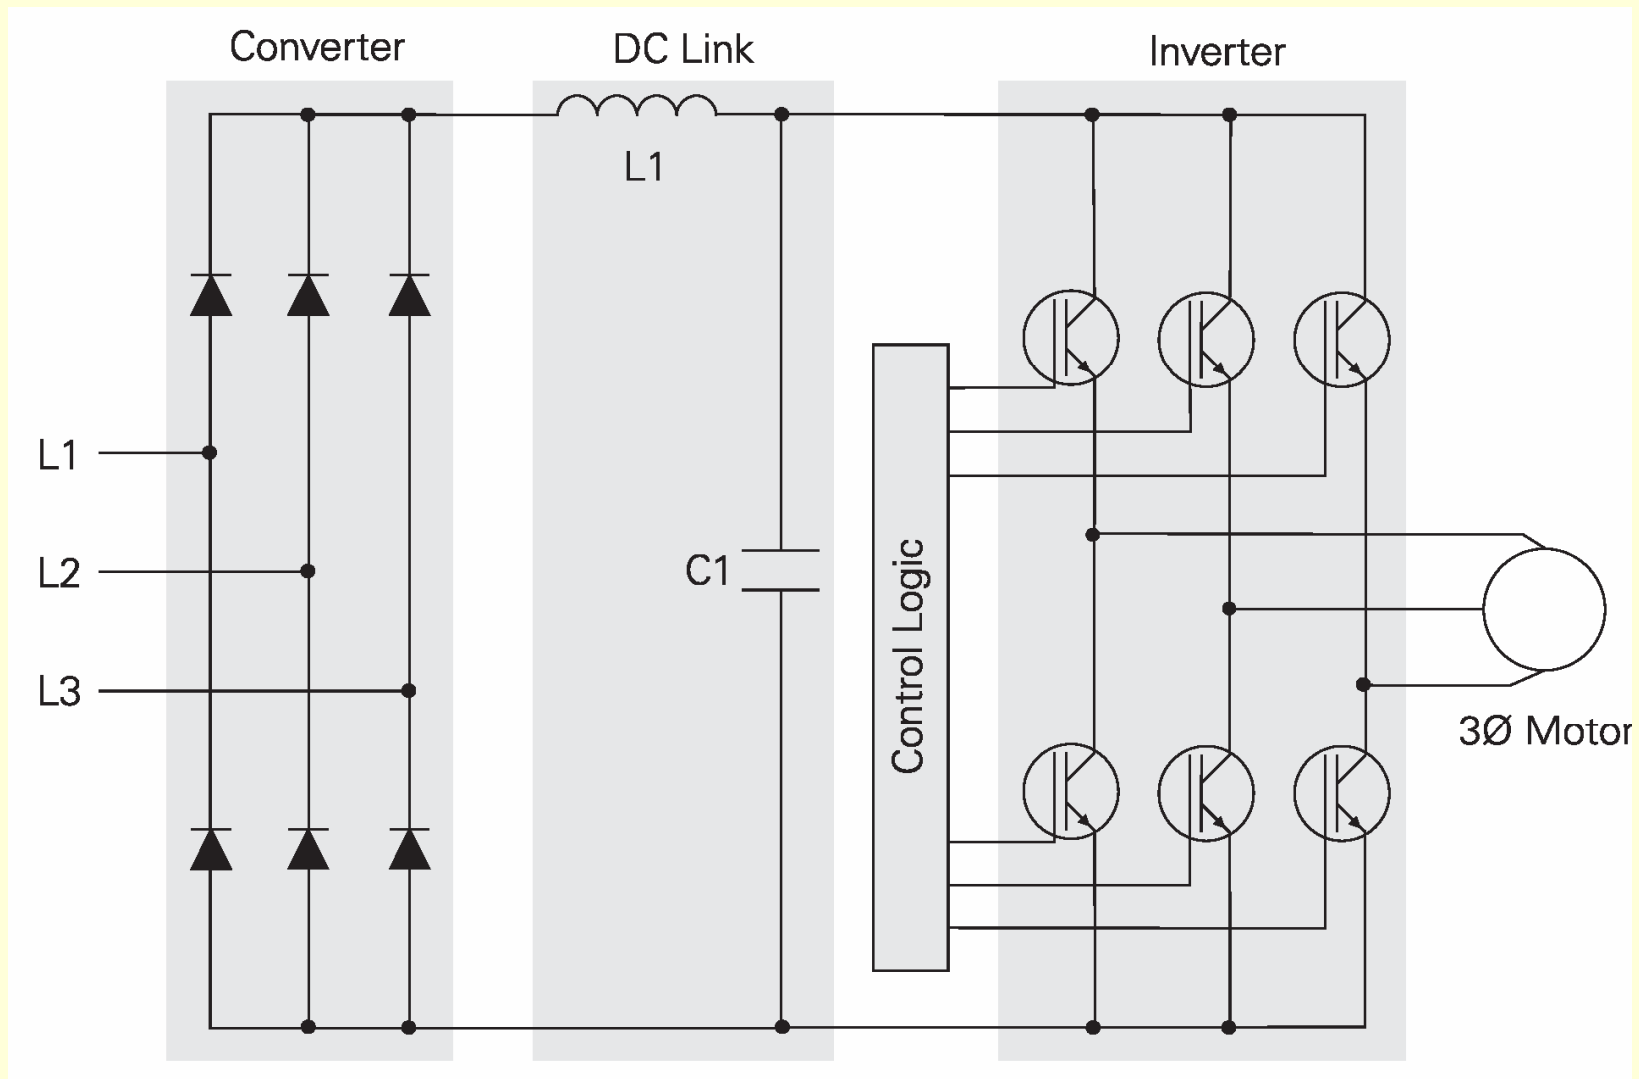 Converter
DC Link
Inverter
L1
L1
L2
C1
L3
Control Logic
3Ø Motor